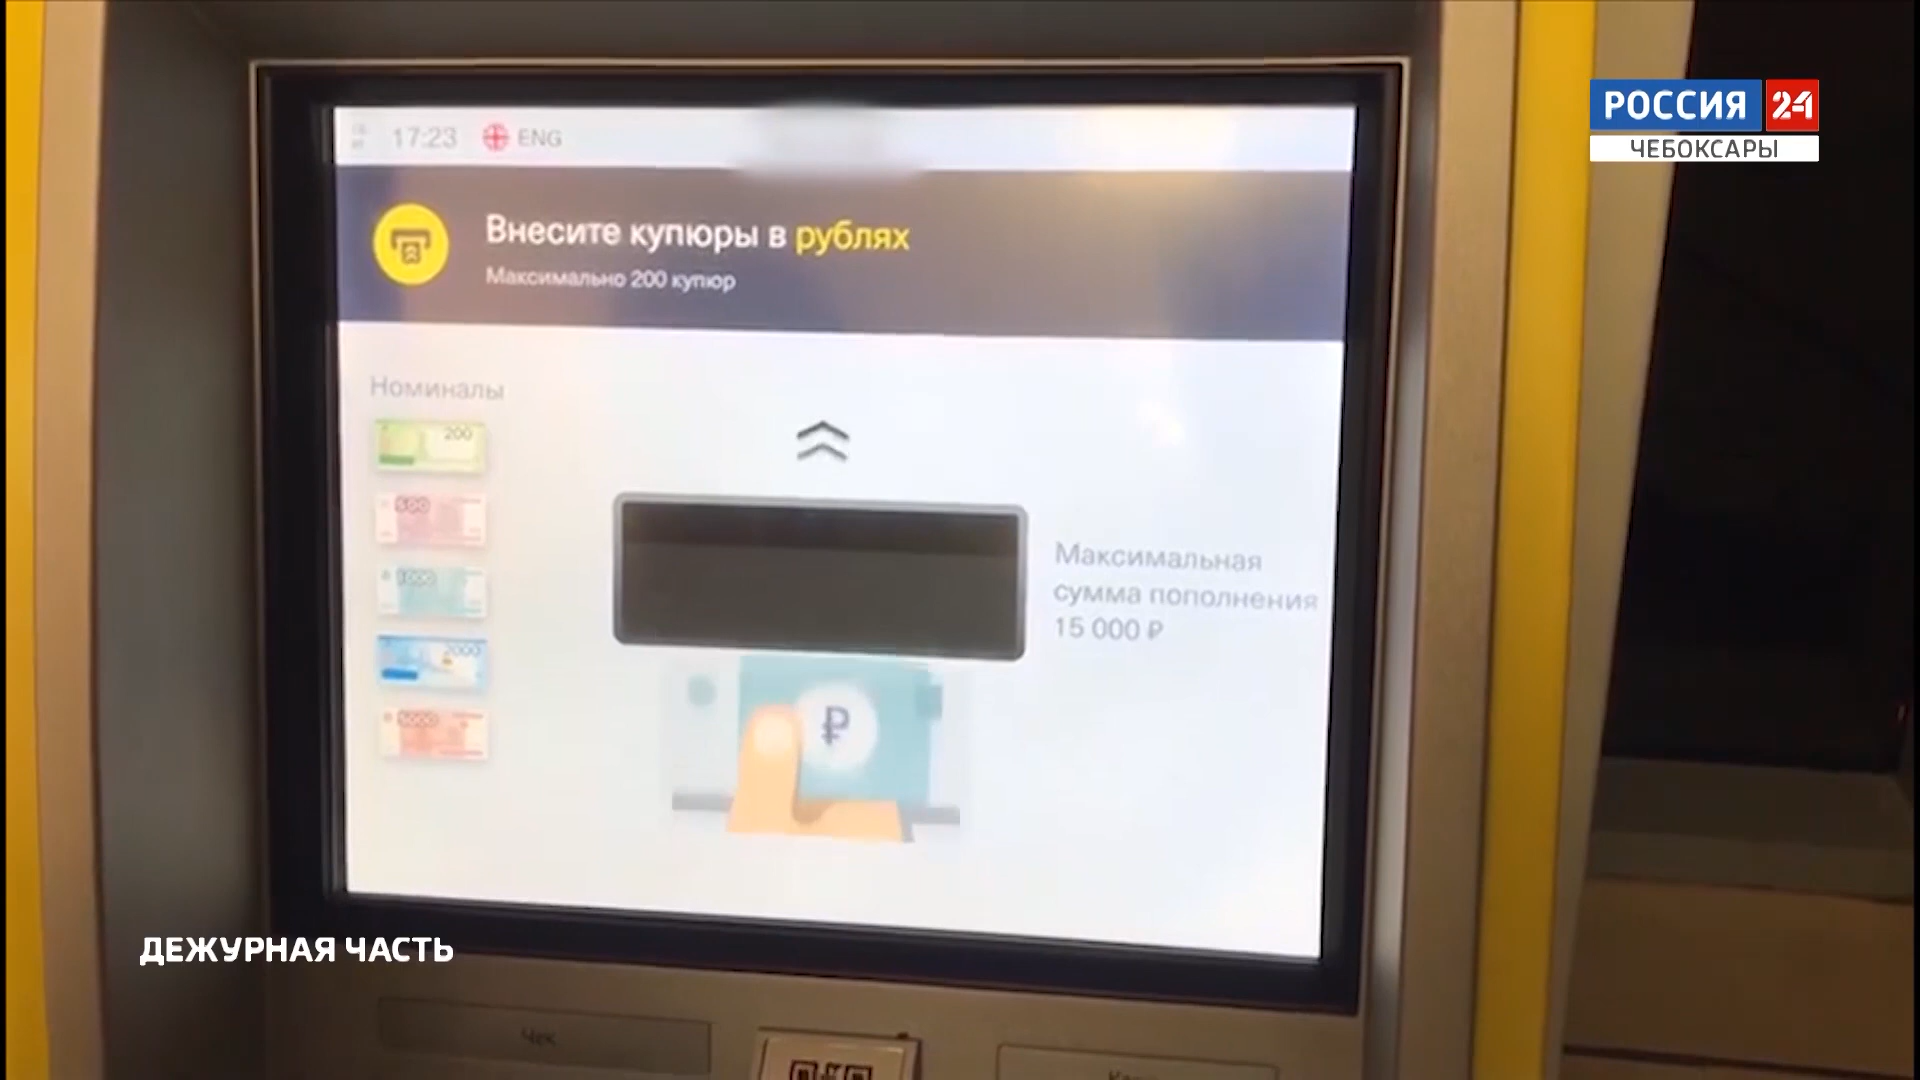 РОССИЯ 24
ЧЕБОКСАРЫ
17:23 ENG
Внесите купюры в рублях
Максимально 200 купюр
Номиналы
200
500
1000
2000
5000
Максимальная
сумма пополнения
15 000 ₽
₽
ДЕЖУРНАЯ ЧАСТЬ
Чек